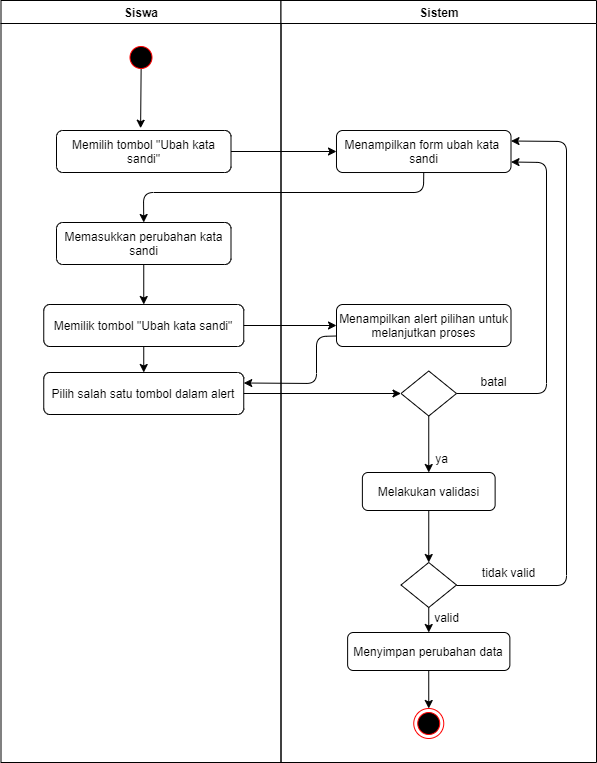 Siswa
Sistem
Memilih tombol "Ubah kata
sandi"
Menampilkan form ubah kata
sandi
Memasukkan perubahan kata
sandi
Memilik tombol "Ubah kata sandi"
Menampilkan alert pilihan untuk
melanjutkan proses
Pilih salah satu tombol dalam alert
batal
ya
Melakukan validasi
tidak valid
valid
Menyimpan perubahan data